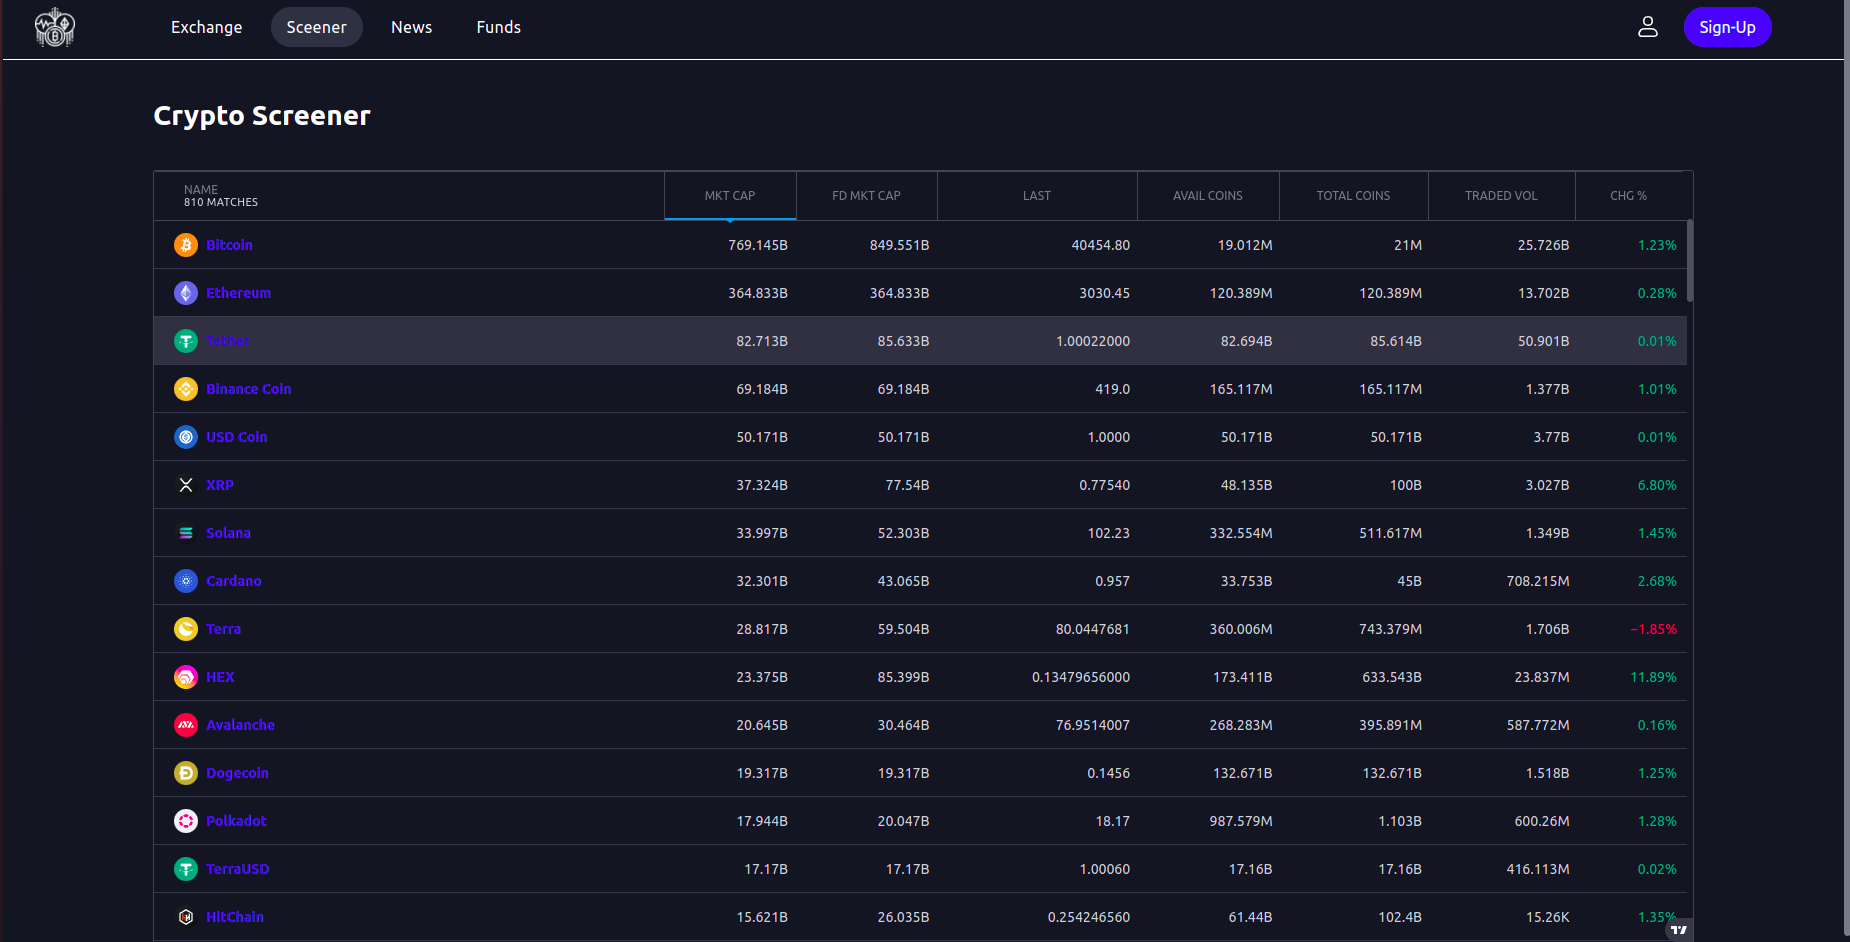 Exchange Sceener News Funds Sign-Up
Crypto Screener
NAME MKT CAP FD MKT CAP LAST AVAIL COINS TOTAL COINS TRADED VOL CHG %
810 MATCHES
Bitcoin 769.145B 849.551B 40454.80 19.012M 21M 25.726B 1.23%
Ethereum 364.833B 364.833B 3030.45 120.389M 120.389M 13.702B 0.28%
Tether 82.713B 85.633B 1.00022000 82.694B 85.614B 50.901B 0.01%
Binance Coin 69.184B 69.184B 419.0 165.117M 165.117M 1.377B 1.01%
USD Coin 50.171B 50.171B 1.0000 50.171B 50.171B 3.77B 0.01%
XRP 37.324B 77.54B 0.77540 48.135B 100B 3.027B 6.80%
Solana 33.997B 52.303B 102.23 332.554M 511.617M 1.349B 1.45%
Cardano 32.301B 43.065B 0.957 33.753B 45B 708.215M 2.68%
Terra 28.817B 59.504B 80.0447681 360.006M 743.379M 1.706B −1.85%
HEX 23.375B 85.399B 0.13479656000 173.411B 633.543B 23.837M 11.89%
Avalanche 20.645B 30.464B 76.9514007 268.283M 395.891M 587.772M 0.16%
Dogecoin 19.317B 19.317B 0.1456 132.671B 132.671B 1.518B 1.25%
Polkadot 17.944B 20.047B 18.17 987.579M 1.103B 600.26M 1.28%
TerraUSD 17.17B 17.17B 1.00060 17.16B 17.16B 416.113M 0.02%
HitChain 15.621B 26.035B 0.254246560 61.44B 102.4B 15.26K 1.35%